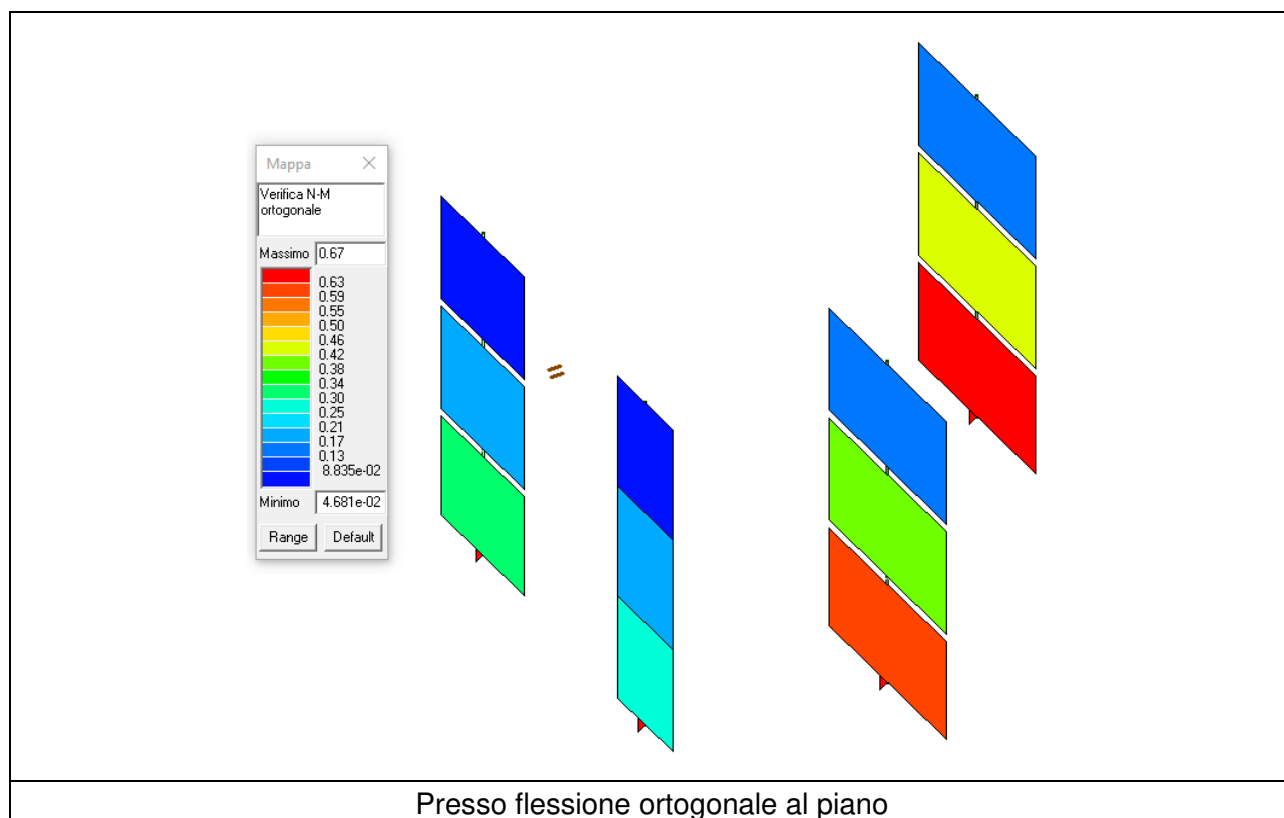 Mappa
Verifica N-M
ortogonale
Massimo 0.67
0.63
0.59
0.55
0.50
0.46
0.42
0.38
0.34
0.30
0.25
0.21
0.17
0.13
8.835e-02
Minimo 4.681e-02
Range Default
Presso flessione ortogonale al piano